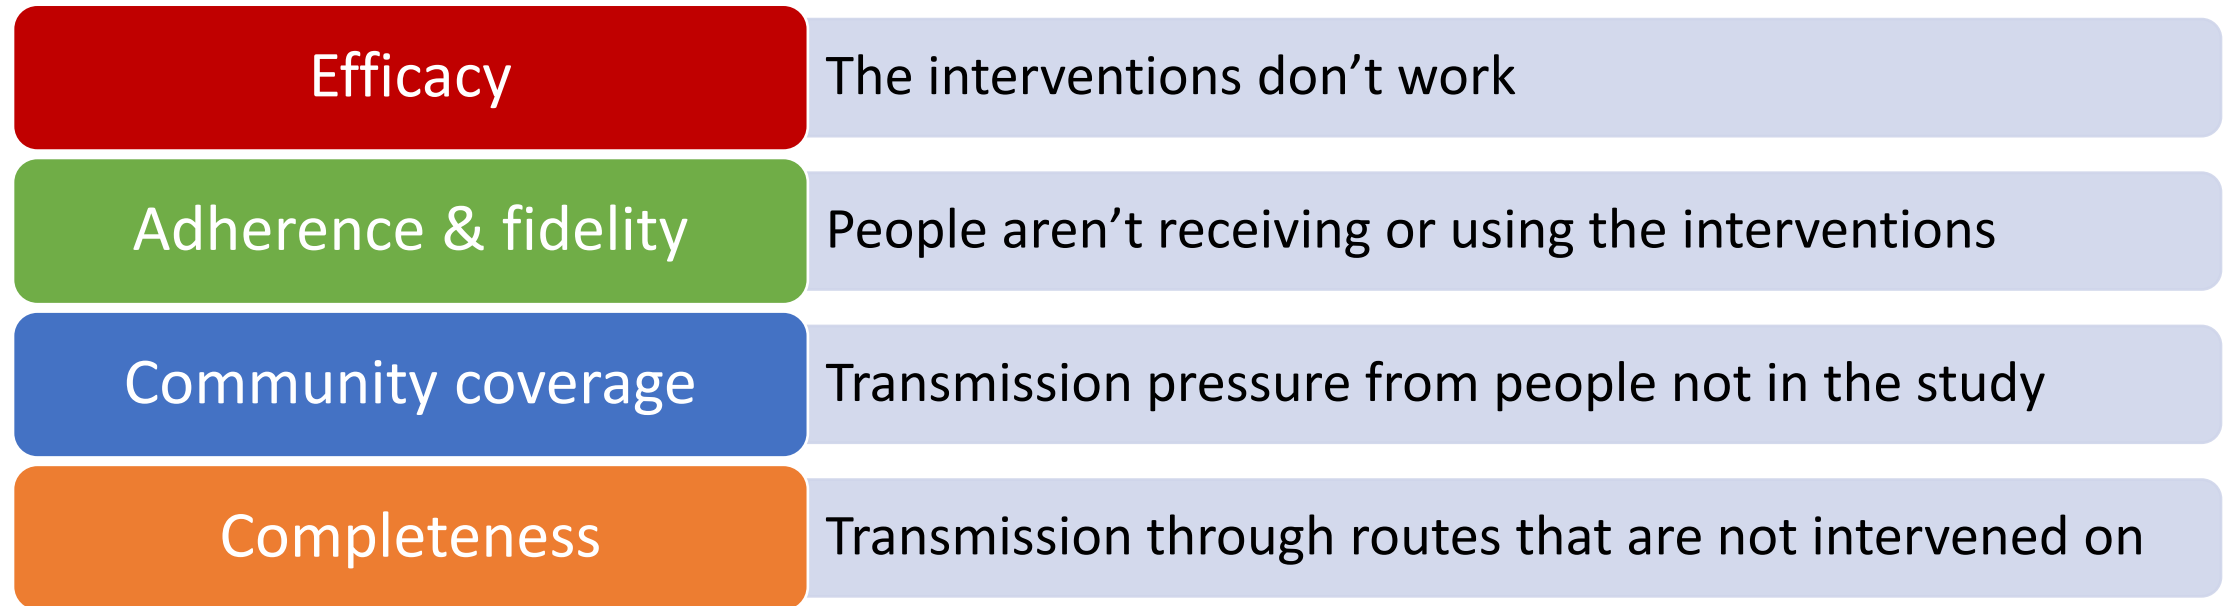 Efficacy
The interventions don’t work
Adherence & fidelity
People aren’t receiving or using the interventions
Community coverage
Transmission pressure from people not in the study
Completeness
Transmission through routes that are not intervened on